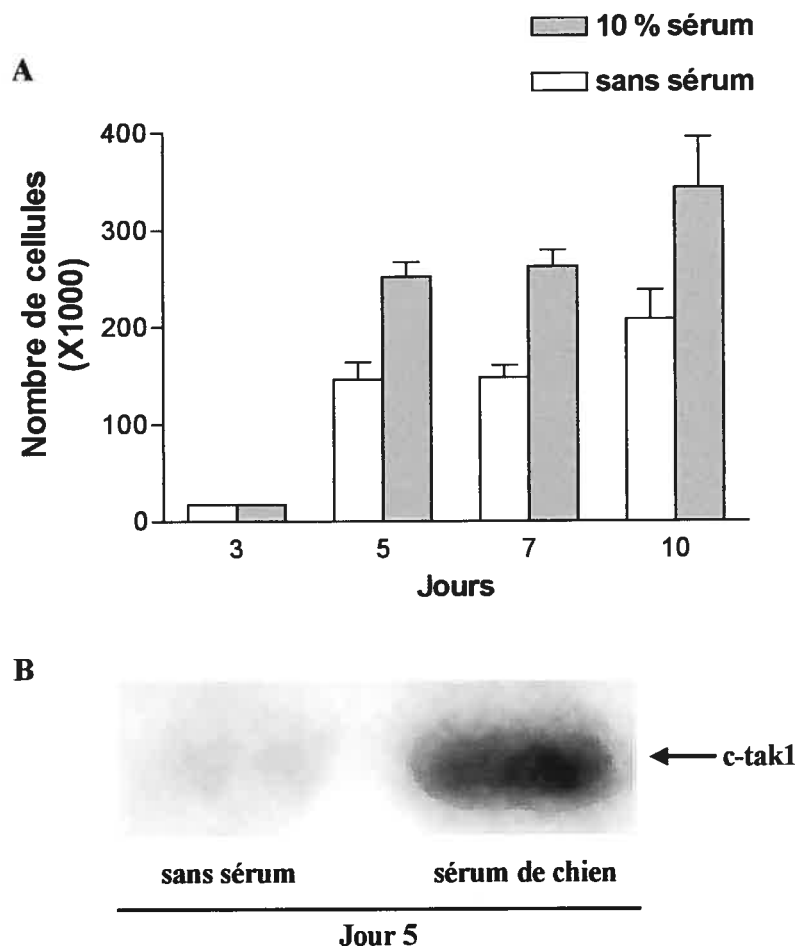 10 % sérum
A
sans sérum
400
300
200
100
0
Nombre de cellules
(X1000)
3 5 7 10
Jours
B
c-tak1
sans sérum sérum de chien
Jour 5